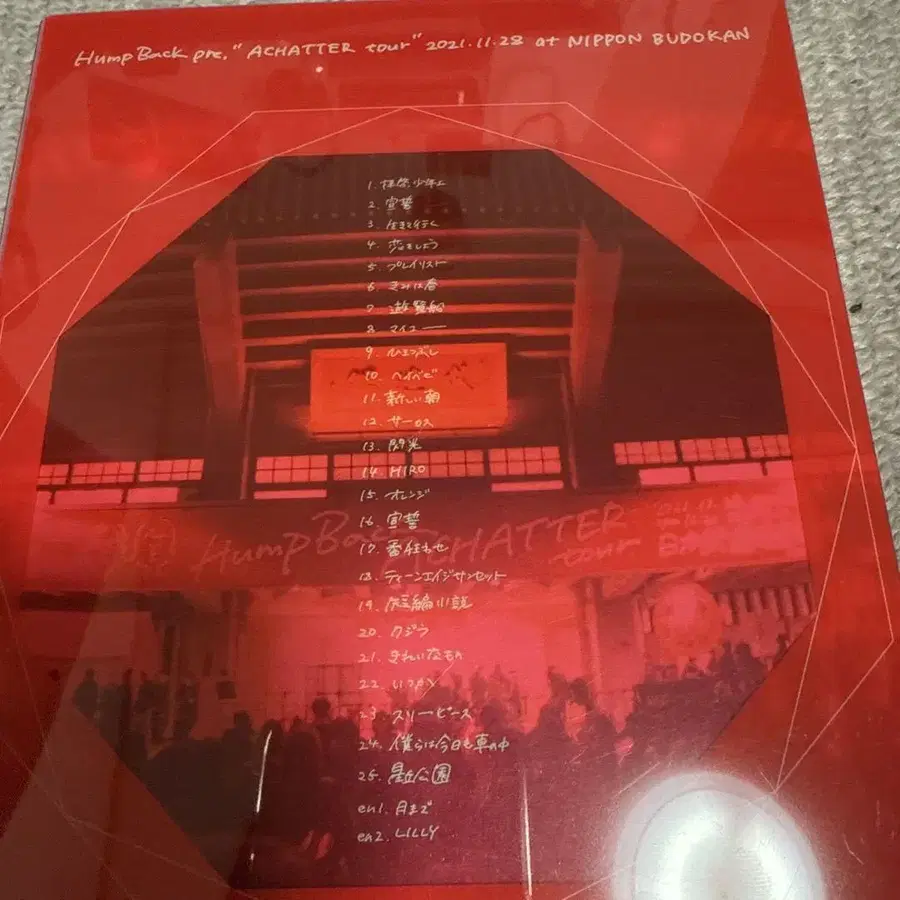 Hump Back pre. "ACHATTER tour" 2021.11.28 at NIPPON BUDOKAN
1. 拝啓少年よ
2. 宣誓
3. 生きて行く
4. 恋をしよう
5. プレイリスト
6. きみは春
7. 遊覧船
8. マイユー
9. ひまつぶし
10. ヘイベビ
11. 新しい朝
12. サーカス
13. 閃光
14. HIRO
15. オレンジ
16. 宣誓
17. 番狂わせ
18. ティーンエイジサンセット
19. 短編小説
20. クジラ
21. きれいなもの
22. いつか
23. スリーピース
24. 僕らは今日も車の中
25. 星丘公園
en1. 月まで
en2. LILLY
Hump Back ACHATTER
tour